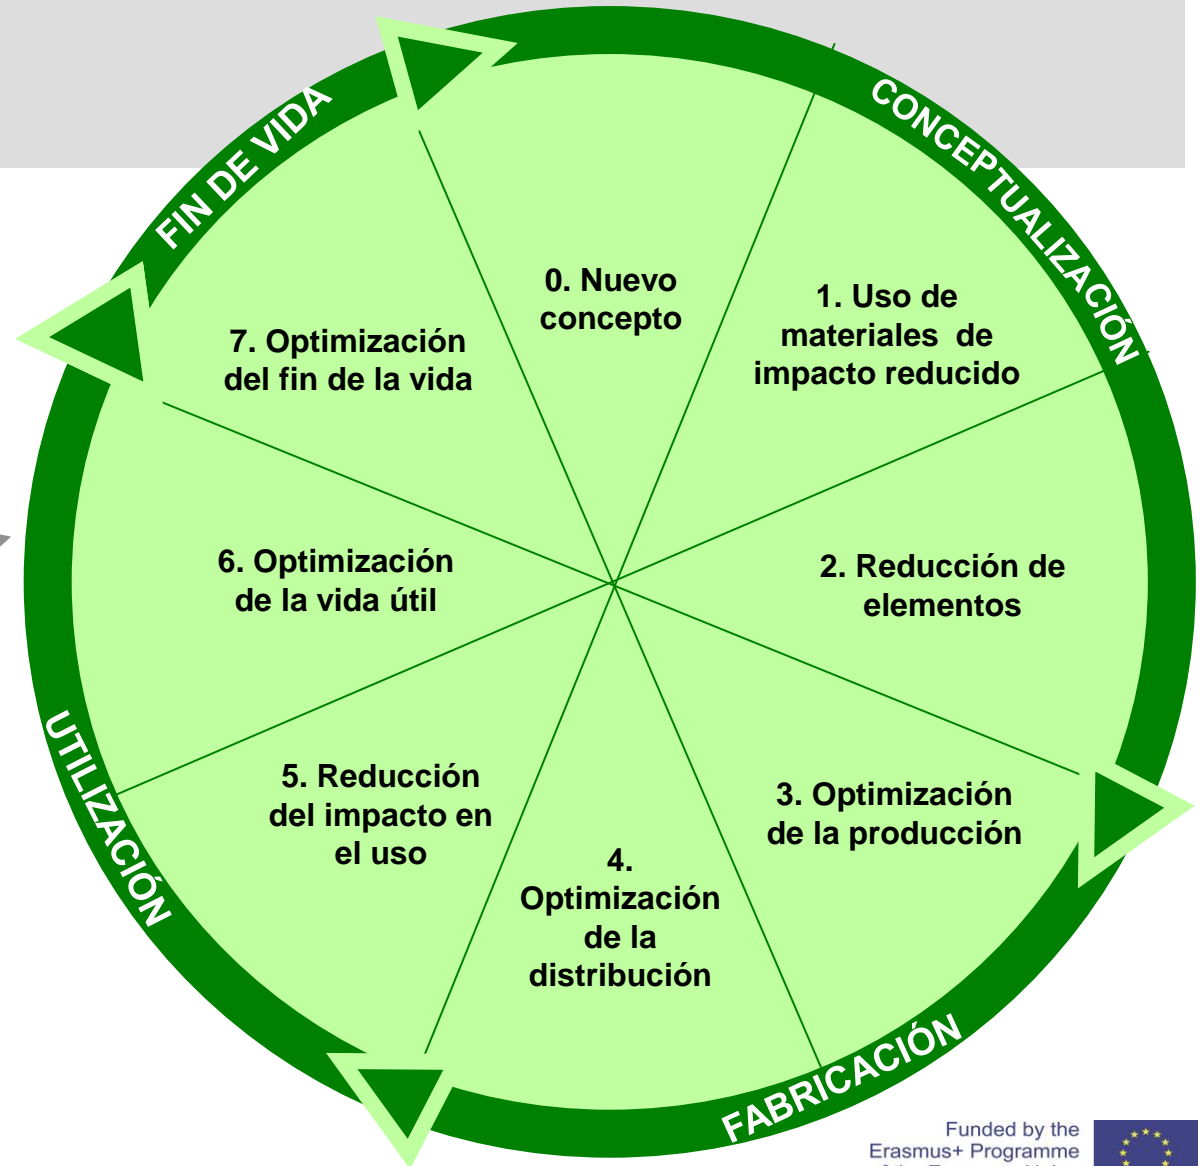 FIN DE VIDA
CONCEPTUALIZACIÓN
0. Nuevo
concepto
1. Uso de
materiales de
impacto reducido
7. Optimización
del fin de la vida
6. Optimización
de la vida útil
2. Reducción de
elementos
UTILIZACIÓN
5. Reducción
del impacto en
el uso
3. Optimización
de la producción
4.
Optimización
de la
distribución
FABRICACIÓN
Funded by the
Erasmus+ Programme